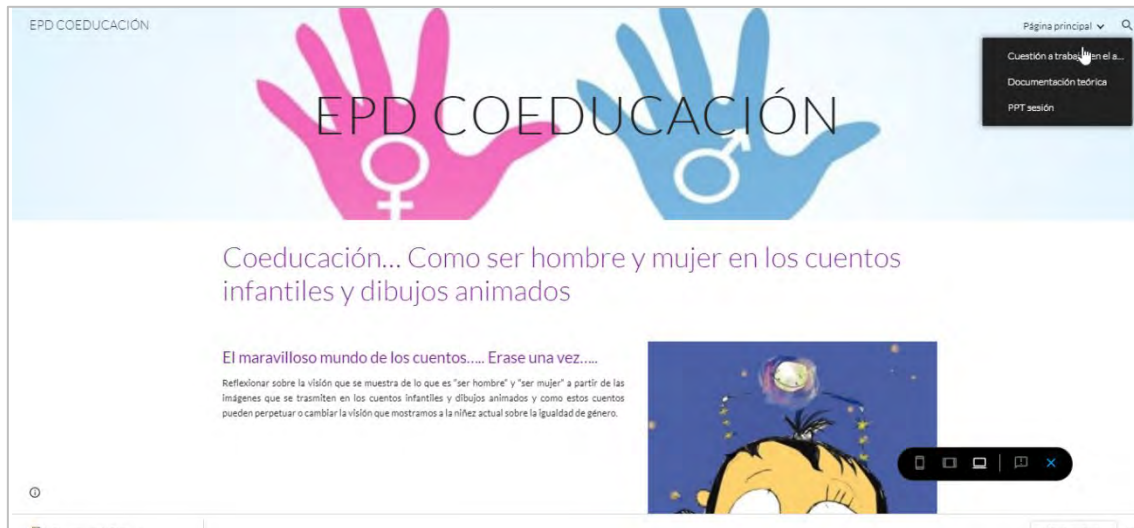 EPD COEDUCACIÓN
Página principal
Cuestión a trabajar en el a...
Documentación teórica
PPT sesión
EPD COEDUCACIÓN
Coeducación... Como ser hombre y mujer en los cuentos
infantiles y dibujos animados
El maravilloso mundo de los cuentos..... Erase una vez.....
Reflexionar sobre la visión que se muestra de lo que es "ser hombre" y "ser mujer" a partir de las
imágenes que se trasmiten en los cuentos infantiles y dibujos animados y como estos cuentos
pueden perpetuar o cambiar la visión que mostramos a la niñez actual sobre la igualdad de género.